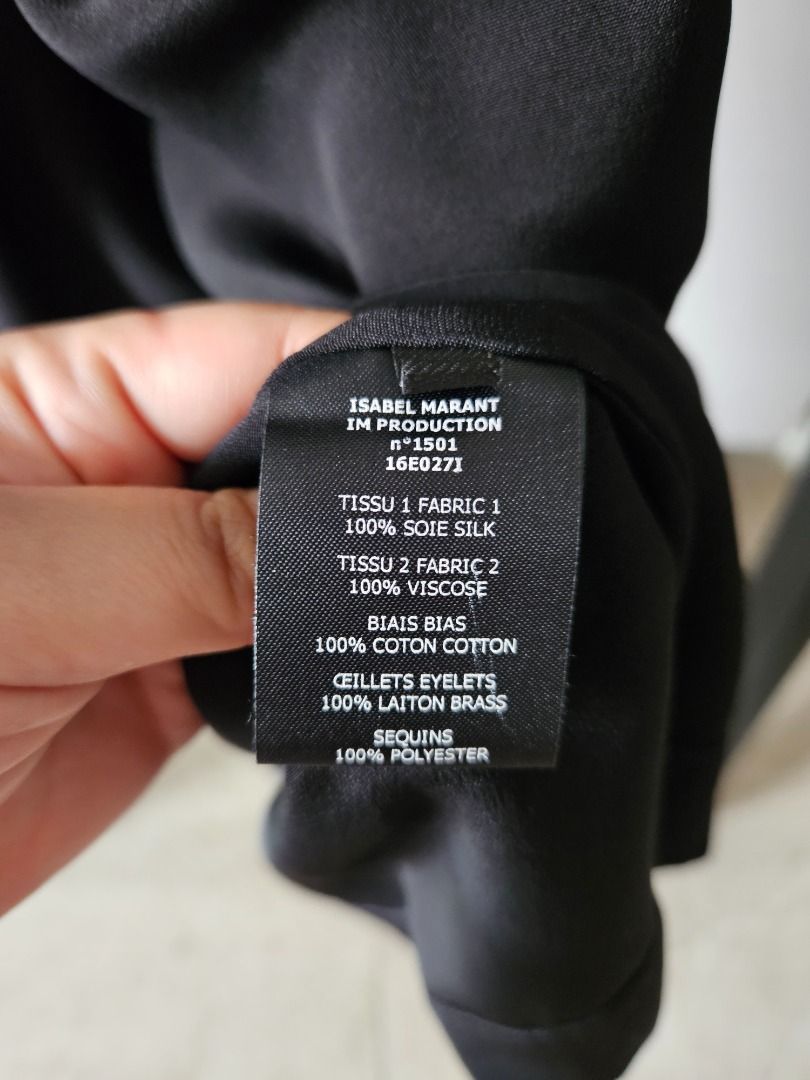 ISABEL MARANT
IM PRODUCTION
n°1501
16E027I
TISSU 1 FABRIC 1
100% SOIE SILK
TISSU 2 FABRIC 2
100% VISCOSE
BIAIS BIAS
100% COTON COTTON
ŒILLETS EYELETS
100% LAITON BRASS
SEQUINS
100% POLYESTER